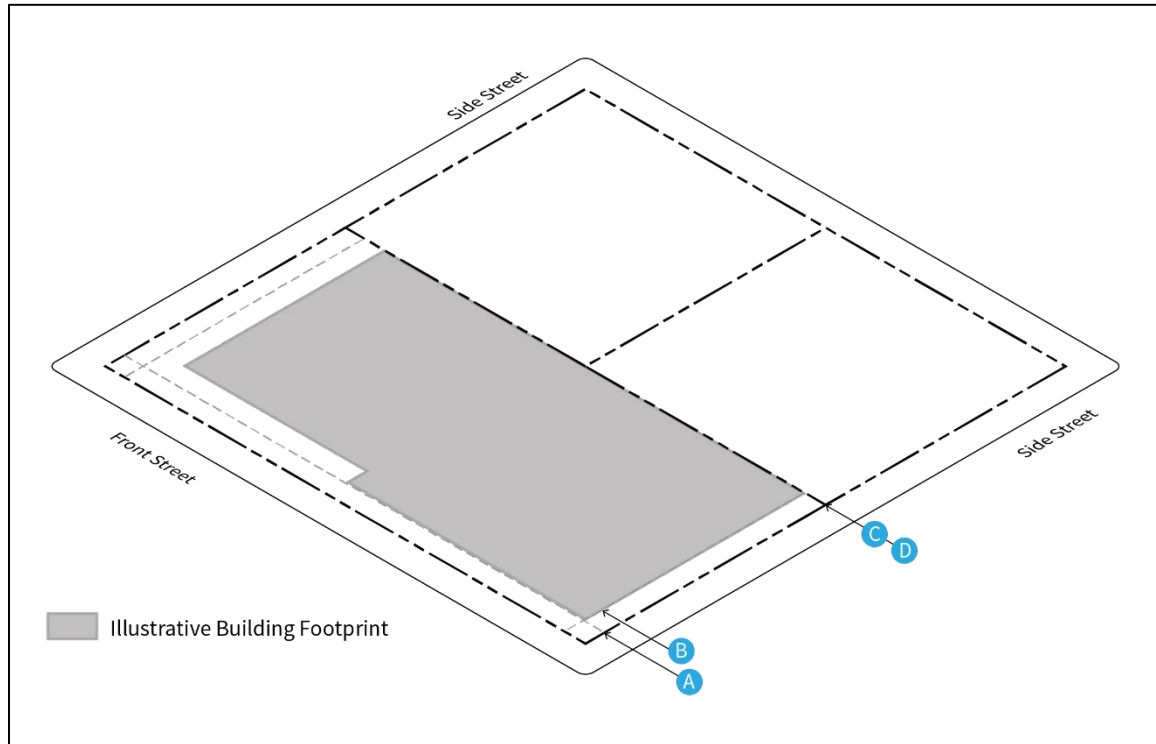 Side Street
Front Street
Side Street
C
D
B
A
Illustrative Building Footprint